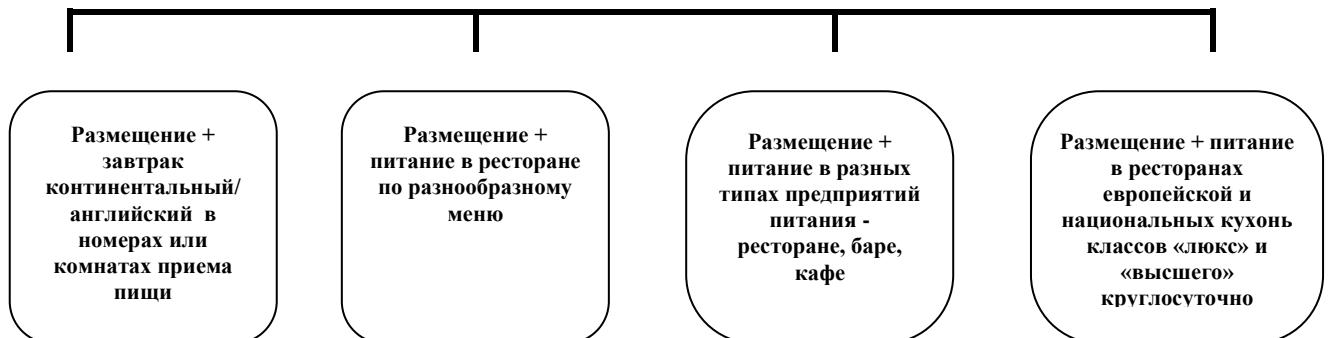 Размещение +
завтрак
континентальный/
английский в
номерах или
комнатах приема
пищи
Размещение +
питание в ресторане
по разнообразному
меню
Размещение +
питание в разных
типах предприятий
питания -
ресторане, баре,
кафе
Размещение + питание
в ресторанах
европейской и
национальных кухонь
классов «люкс» и
«высшего»
круглосуточно